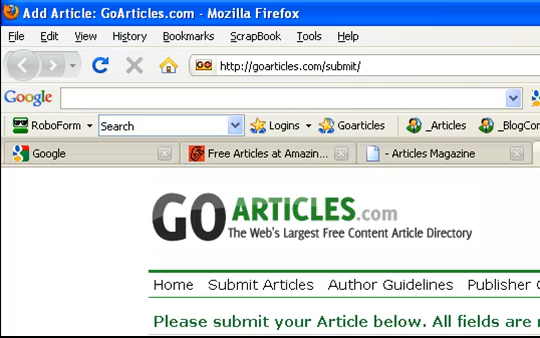 Add Article: GoArticles.com - Mozilla Firefox
File Edit View History Bookmarks ScrapBook Tools Help
GO http://goarticles.com/submit/
Google
RoboForm Search Logins Goarticles _Articles _BlogCom
Google Free Articles at Amazin... - Articles Magazine
GO ARTICLES.com
The Web's Largest Free Content Article Directory
Home Submit Articles Author Guidelines Publisher
Please submit your Article below. All fields are